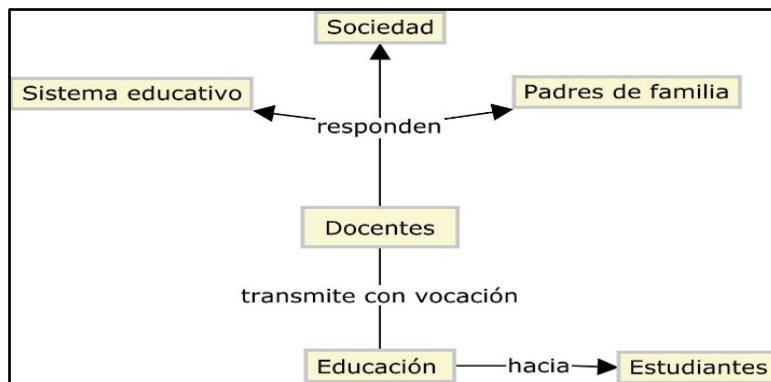 Sociedad
Sistema educativo
Padres de familia
responden
Docentes
transmite con vocación
Educación
hacia
Estudiantes